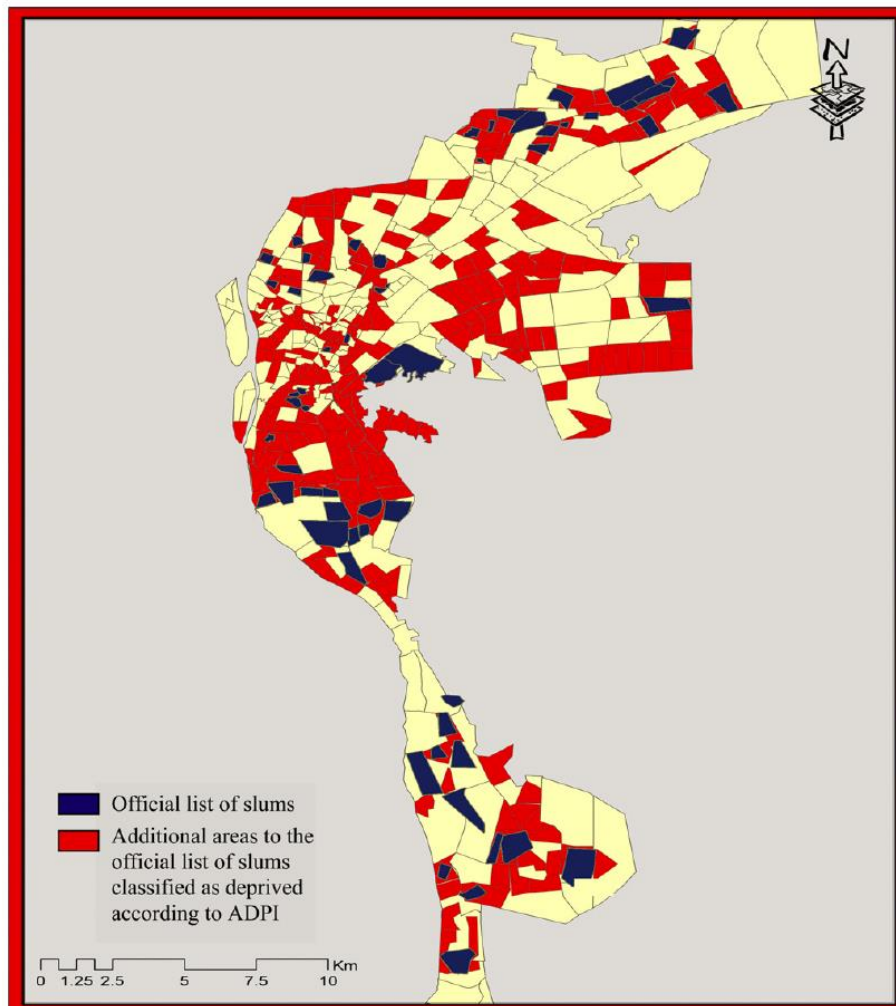 N
Official list of slums
Additional areas to the
official list of slums
classified as deprived
according to ADPI
Km
0 1.25 2.5 5 7.5 10